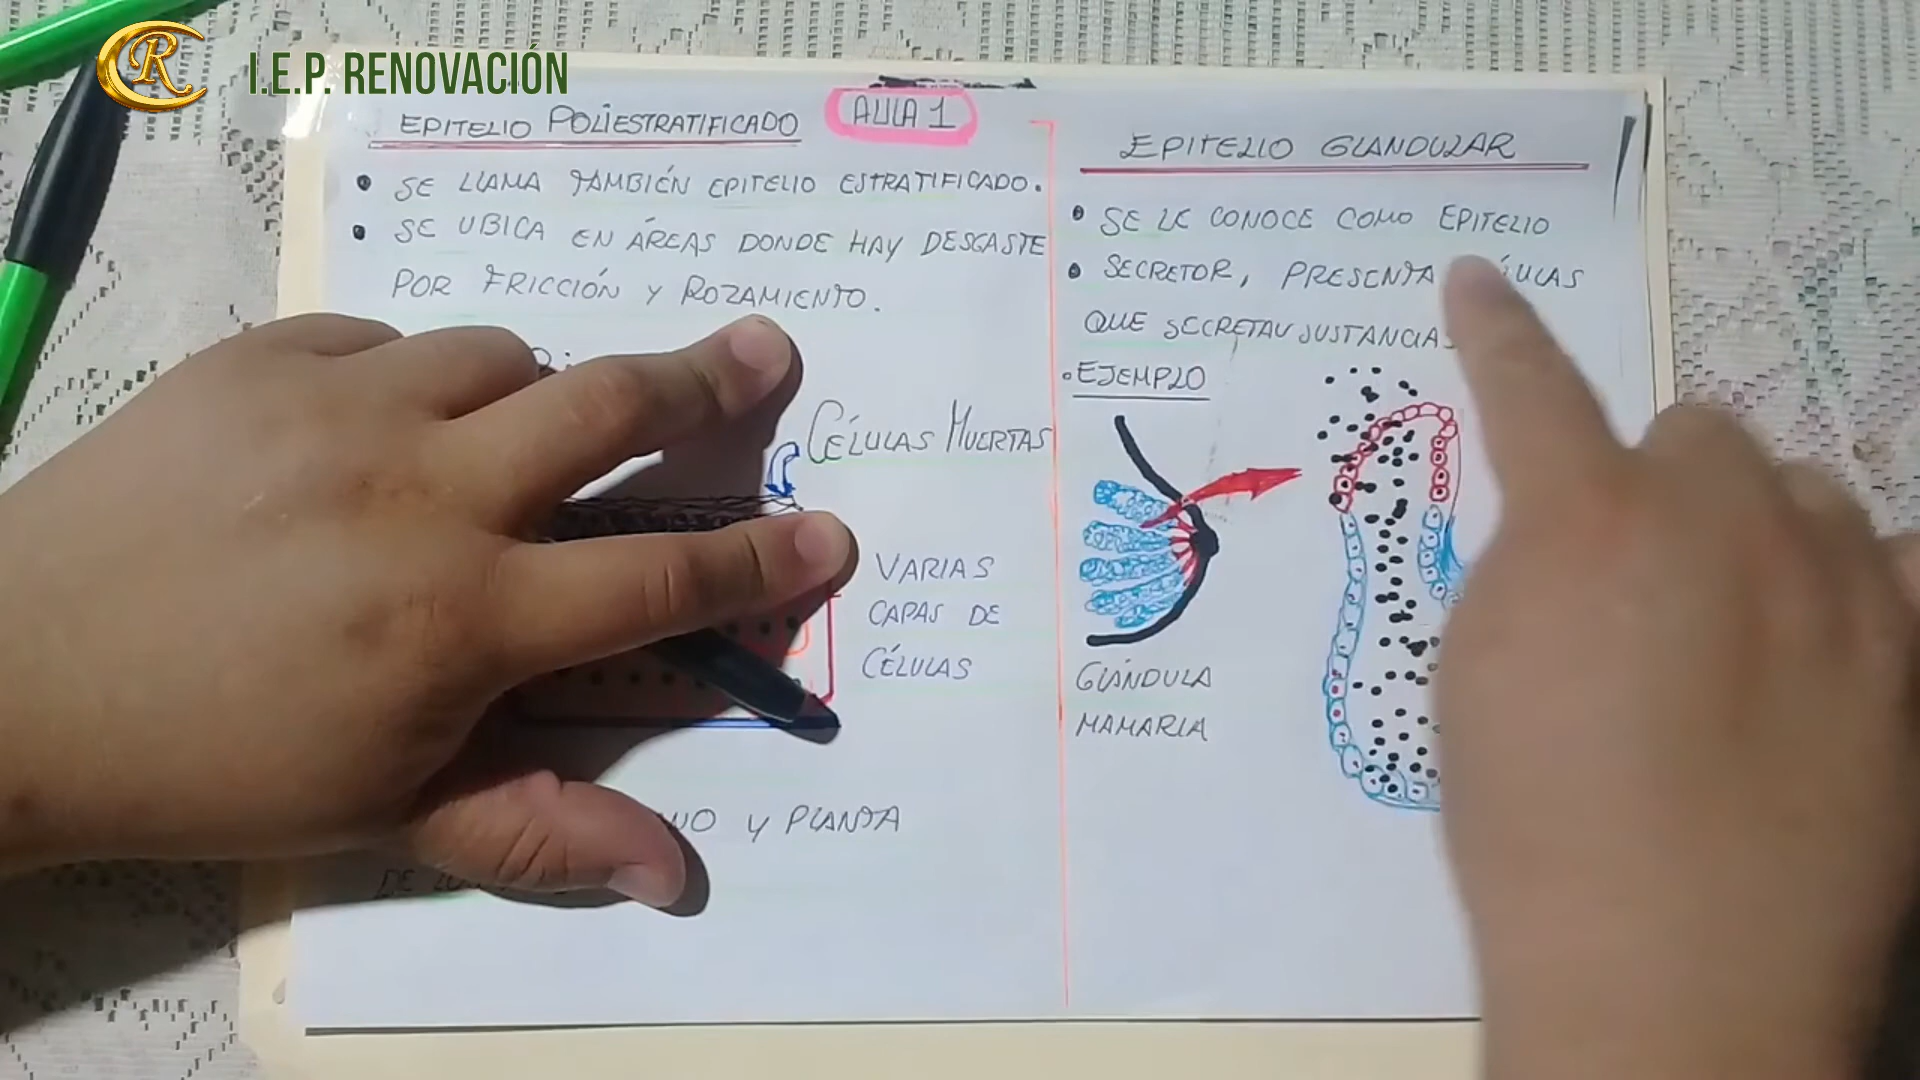 I.E.P. RENOVACIÓN
EPITELIO POLIESTRATIFICADO
AULA 1
• SE LLAMA TAMBIÉN EPITELIO ESTRATIFICADO.
• SE UBICA EN ÁREAS DONDE HAY DESGASTE
POR FRICCIÓN Y ROZAMIENTO.
CÉLULAS MUERTAS
VARIAS
CAPAS DE
CÉLULAS
Y PLANTA
DE
EPITELIO GLANDULAR
• SE LE CONOCE COMO EPITELIO
• SECRETOR, PRESENTA
QUE SECRETAN SUSTANCIAS
• EJEMPLO
GLÁNDULA
MAMARIA